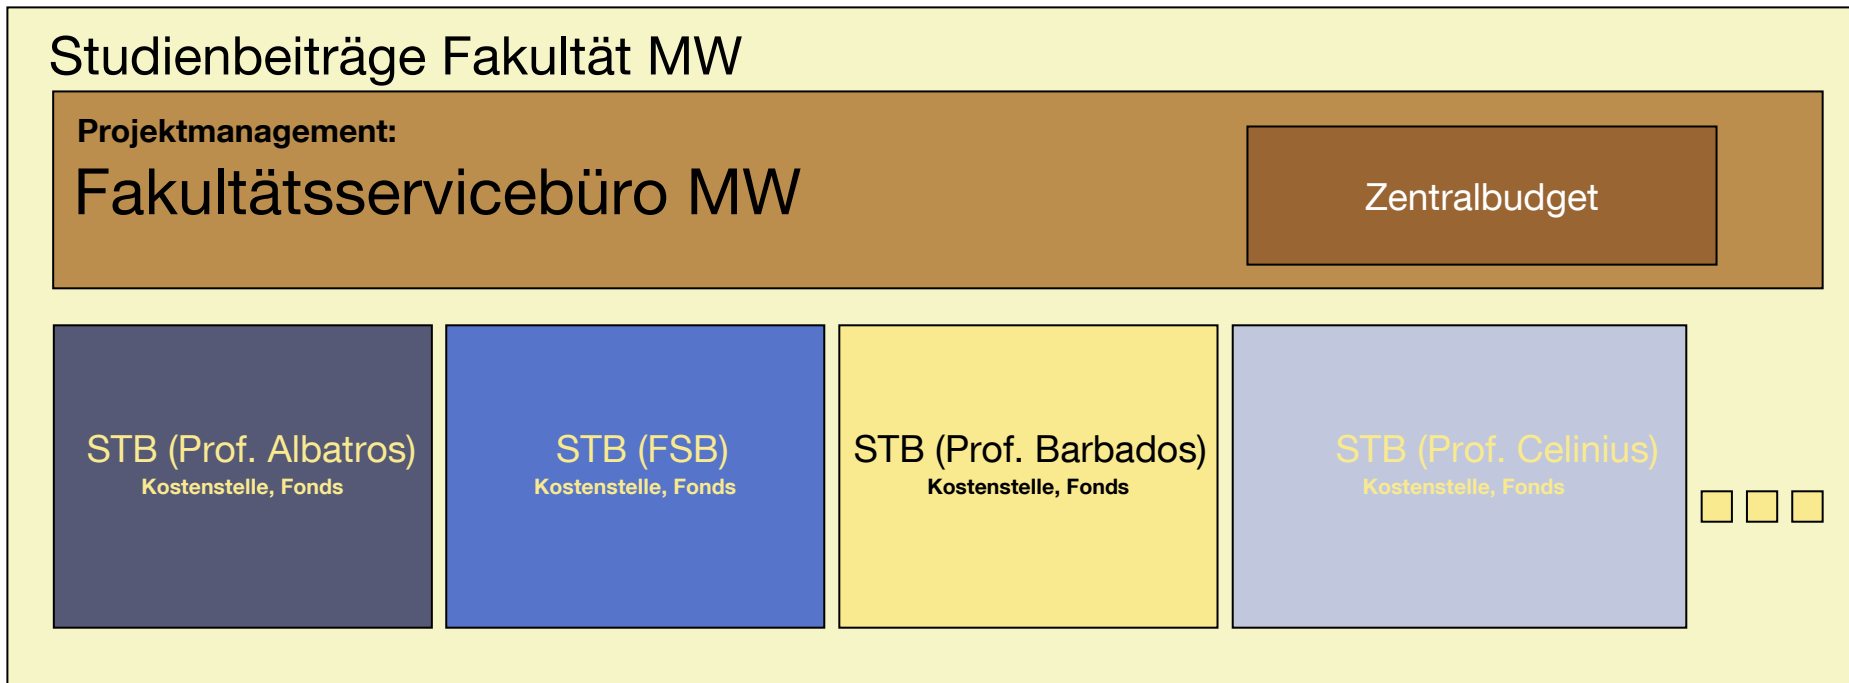 Studienbeiträge Fakultät MW
Projektmanagement:
Fakultätsservicebüro MW
Zentralbudget
STB (Prof. Albatros)
Kostenstelle, Fonds
STB (FSB)
Kostenstelle, Fonds
STB (Prof. Barbados)
Kostenstelle, Fonds
STB (Prof. Celinius)
Kostenstelle, Fonds